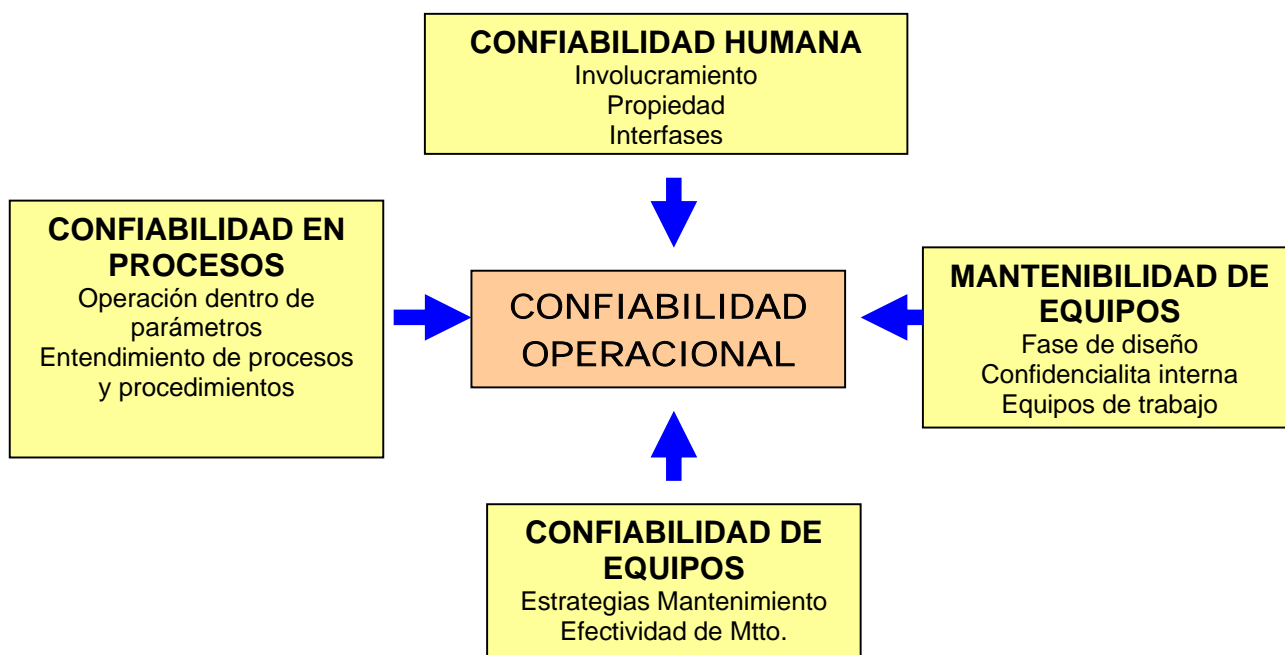 CONFIABILIDAD HUMANA
Involucramiento
Propiedad
Interfases
CONFIABILIDAD EN
PROCESOS
Operación dentro de
parámetros
Entendimiento de procesos
y procedimientos
CONFIABILIDAD
OPERACIONAL
MANTENIBILIDAD DE
EQUIPOS
Fase de diseño
Confidencialita interna
Equipos de trabajo
CONFIABILIDAD DE
EQUIPOS
Estrategias Mantenimiento
Efectividad de Mtto.